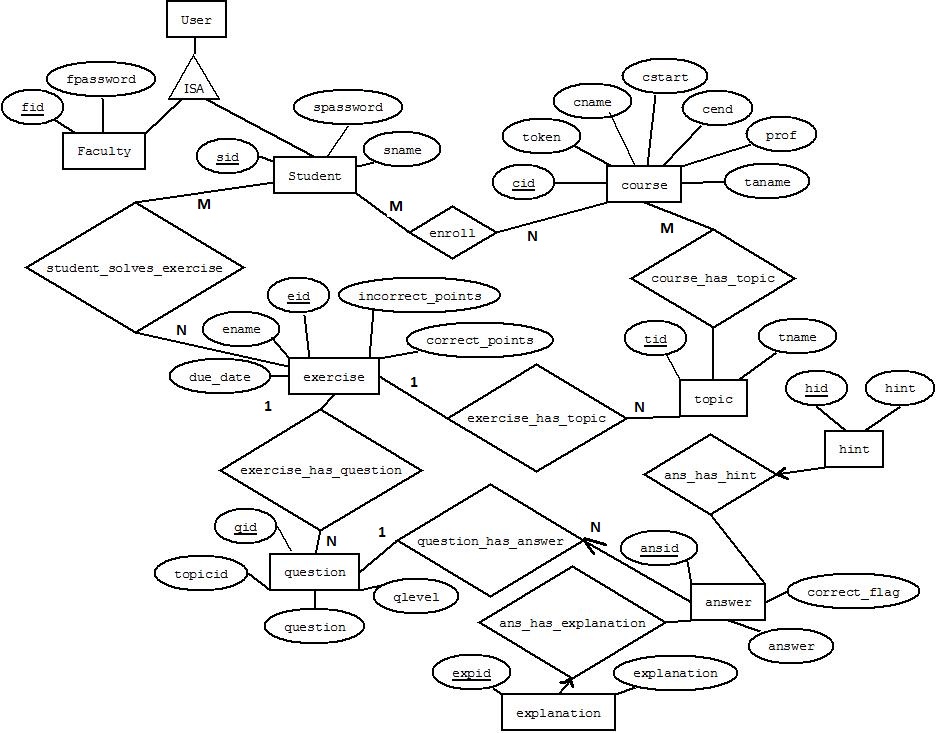 User
ISA
fpassword
fid
Faculty
spassword
sid
sname
Student
cstart
cname
cend
token
prof
cid
course
taname
M
M
enroll
N
M
student_solves_exercise
course_has_topic
eid
incorrect_points
ename
N
correct_points
tid
tname
due_date
exercise
1
topic
hid
hint
1
N
exercise_has_topic
hint
exercise_has_question
ans_has_hint
qid
N
1
question_has_answer
N
ansid
topicid
question
qlevel
question
answer
correct_flag
ans_has_explanation
answer
expid
explanation
explanation